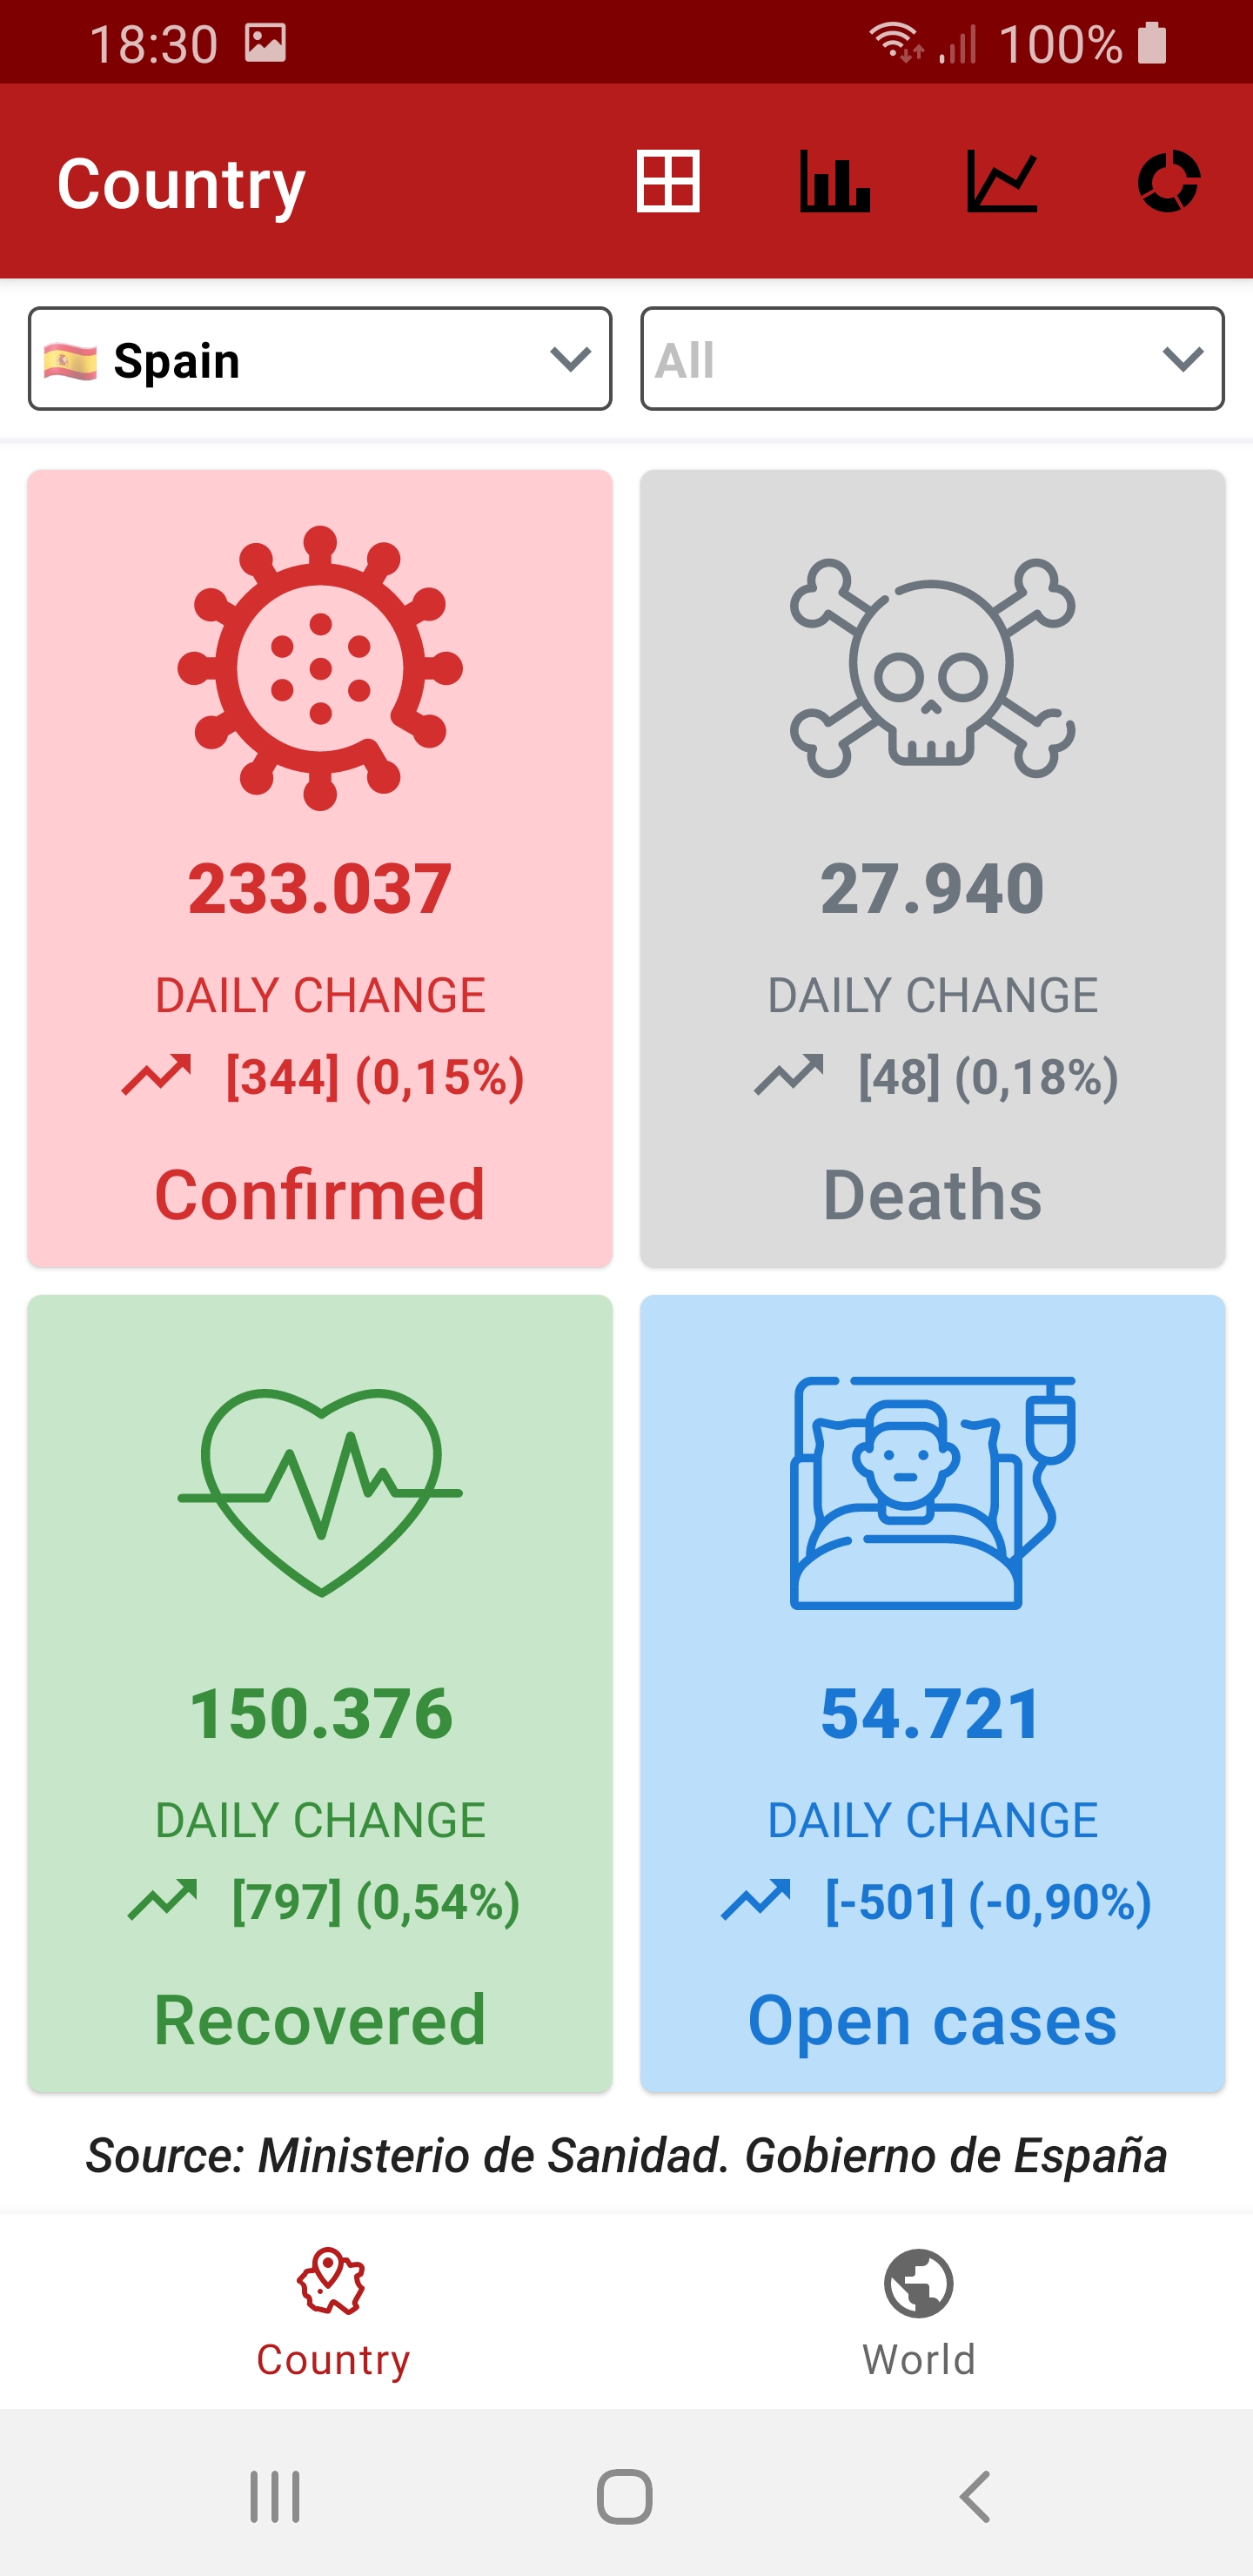 18:30 100%
Country
Spain
All
233.037
DAILY CHANGE
[344] (0,15%)
Confirmed
27.940
DAILY CHANGE
[48] (0,18%)
Deaths
150.376
DAILY CHANGE
[797] (0,54%)
Recovered
54.721
DAILY CHANGE
[-501] (-0,90%)
Open cases
Source: Ministerio de Sanidad. Gobierno de España
Country
World